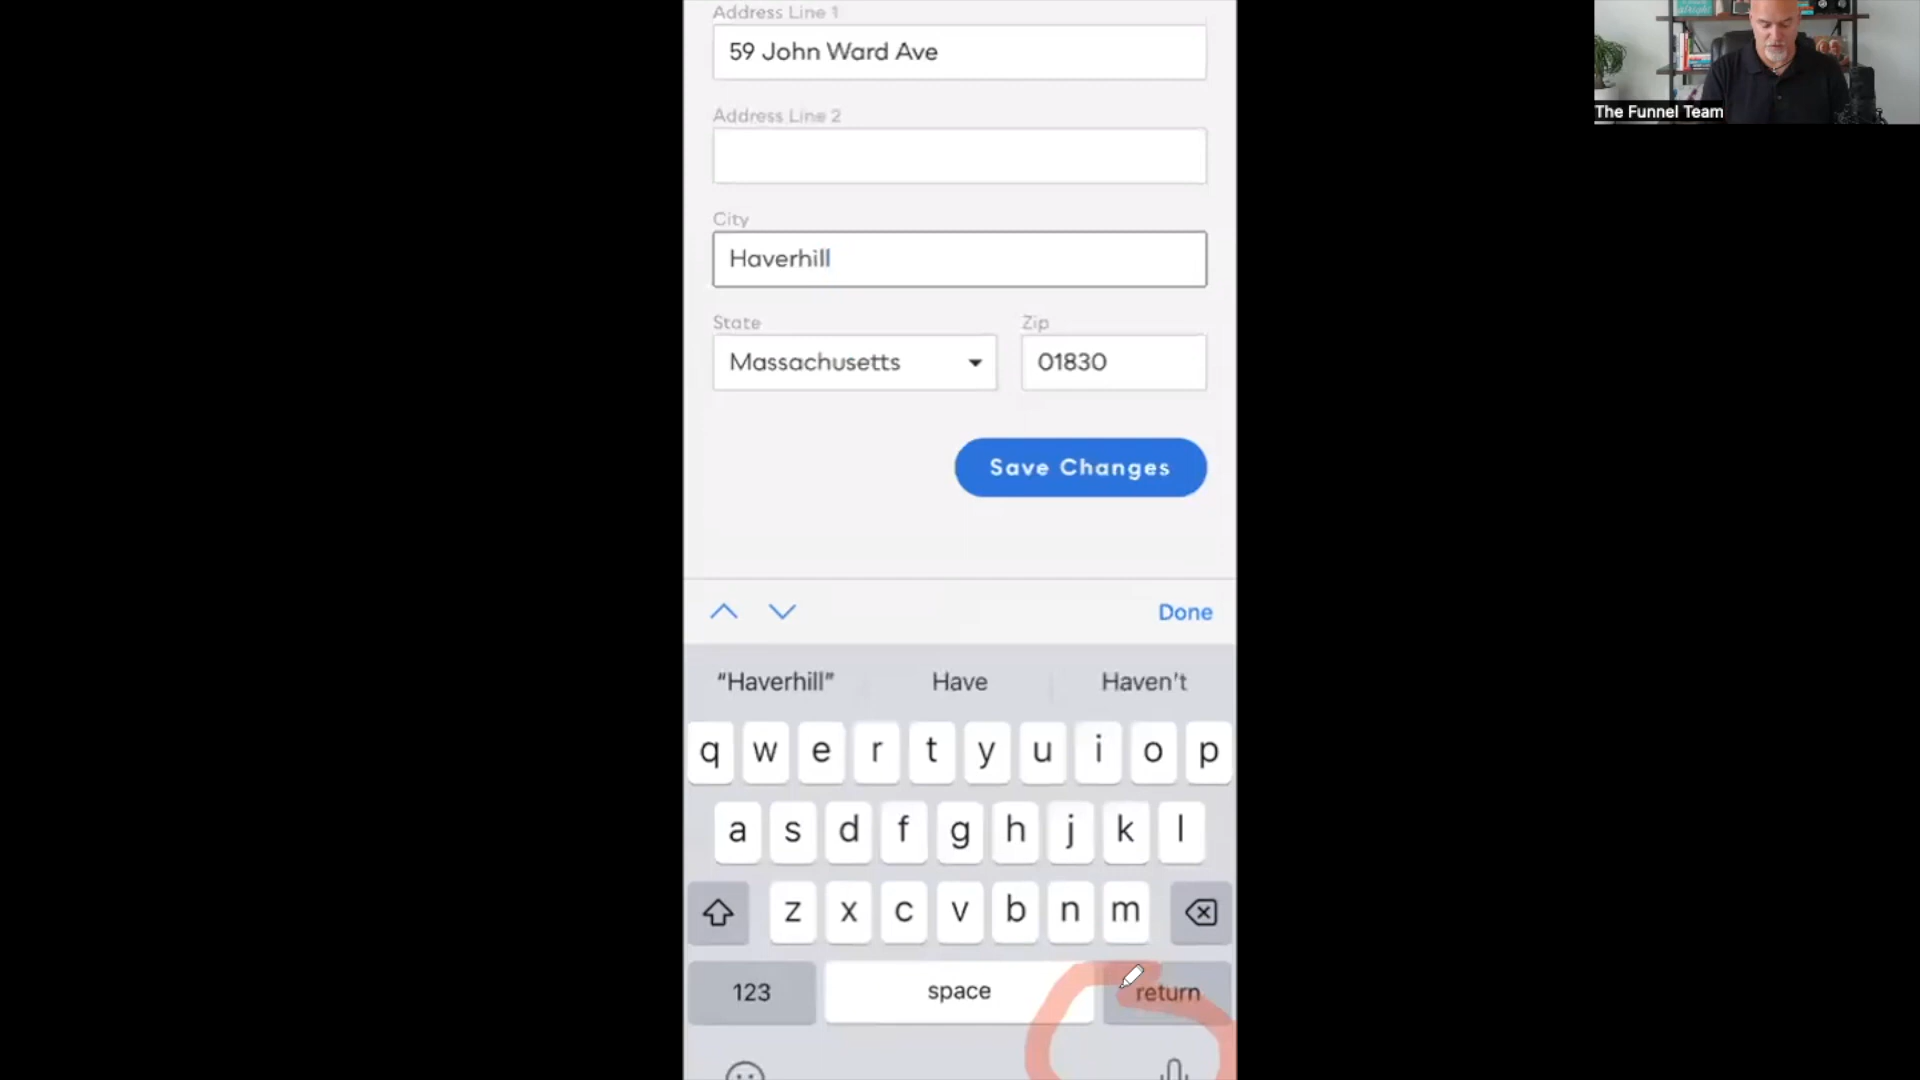 Address Line 1
59 John Ward Ave
Address Line 2
City
Haverhill
State
Zip
Massachusetts
01830
Save Changes
Done
“Haverhill”
Have
Haven't
q w e r t y u i o p
a s d f g h j k l
z x c v b n m
123
space
return
The Funnel Team